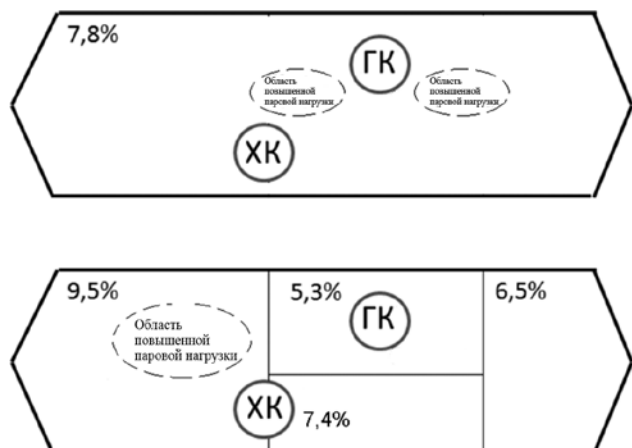 7,8%
ГК
Область
повышенной
паровой нагрузки
Область
повышенной
паровой нагрузки
ХК
9,5%
5,3%
6,5%
ГК
Область
повышенной
паровой нагрузки
ХК
7,4%